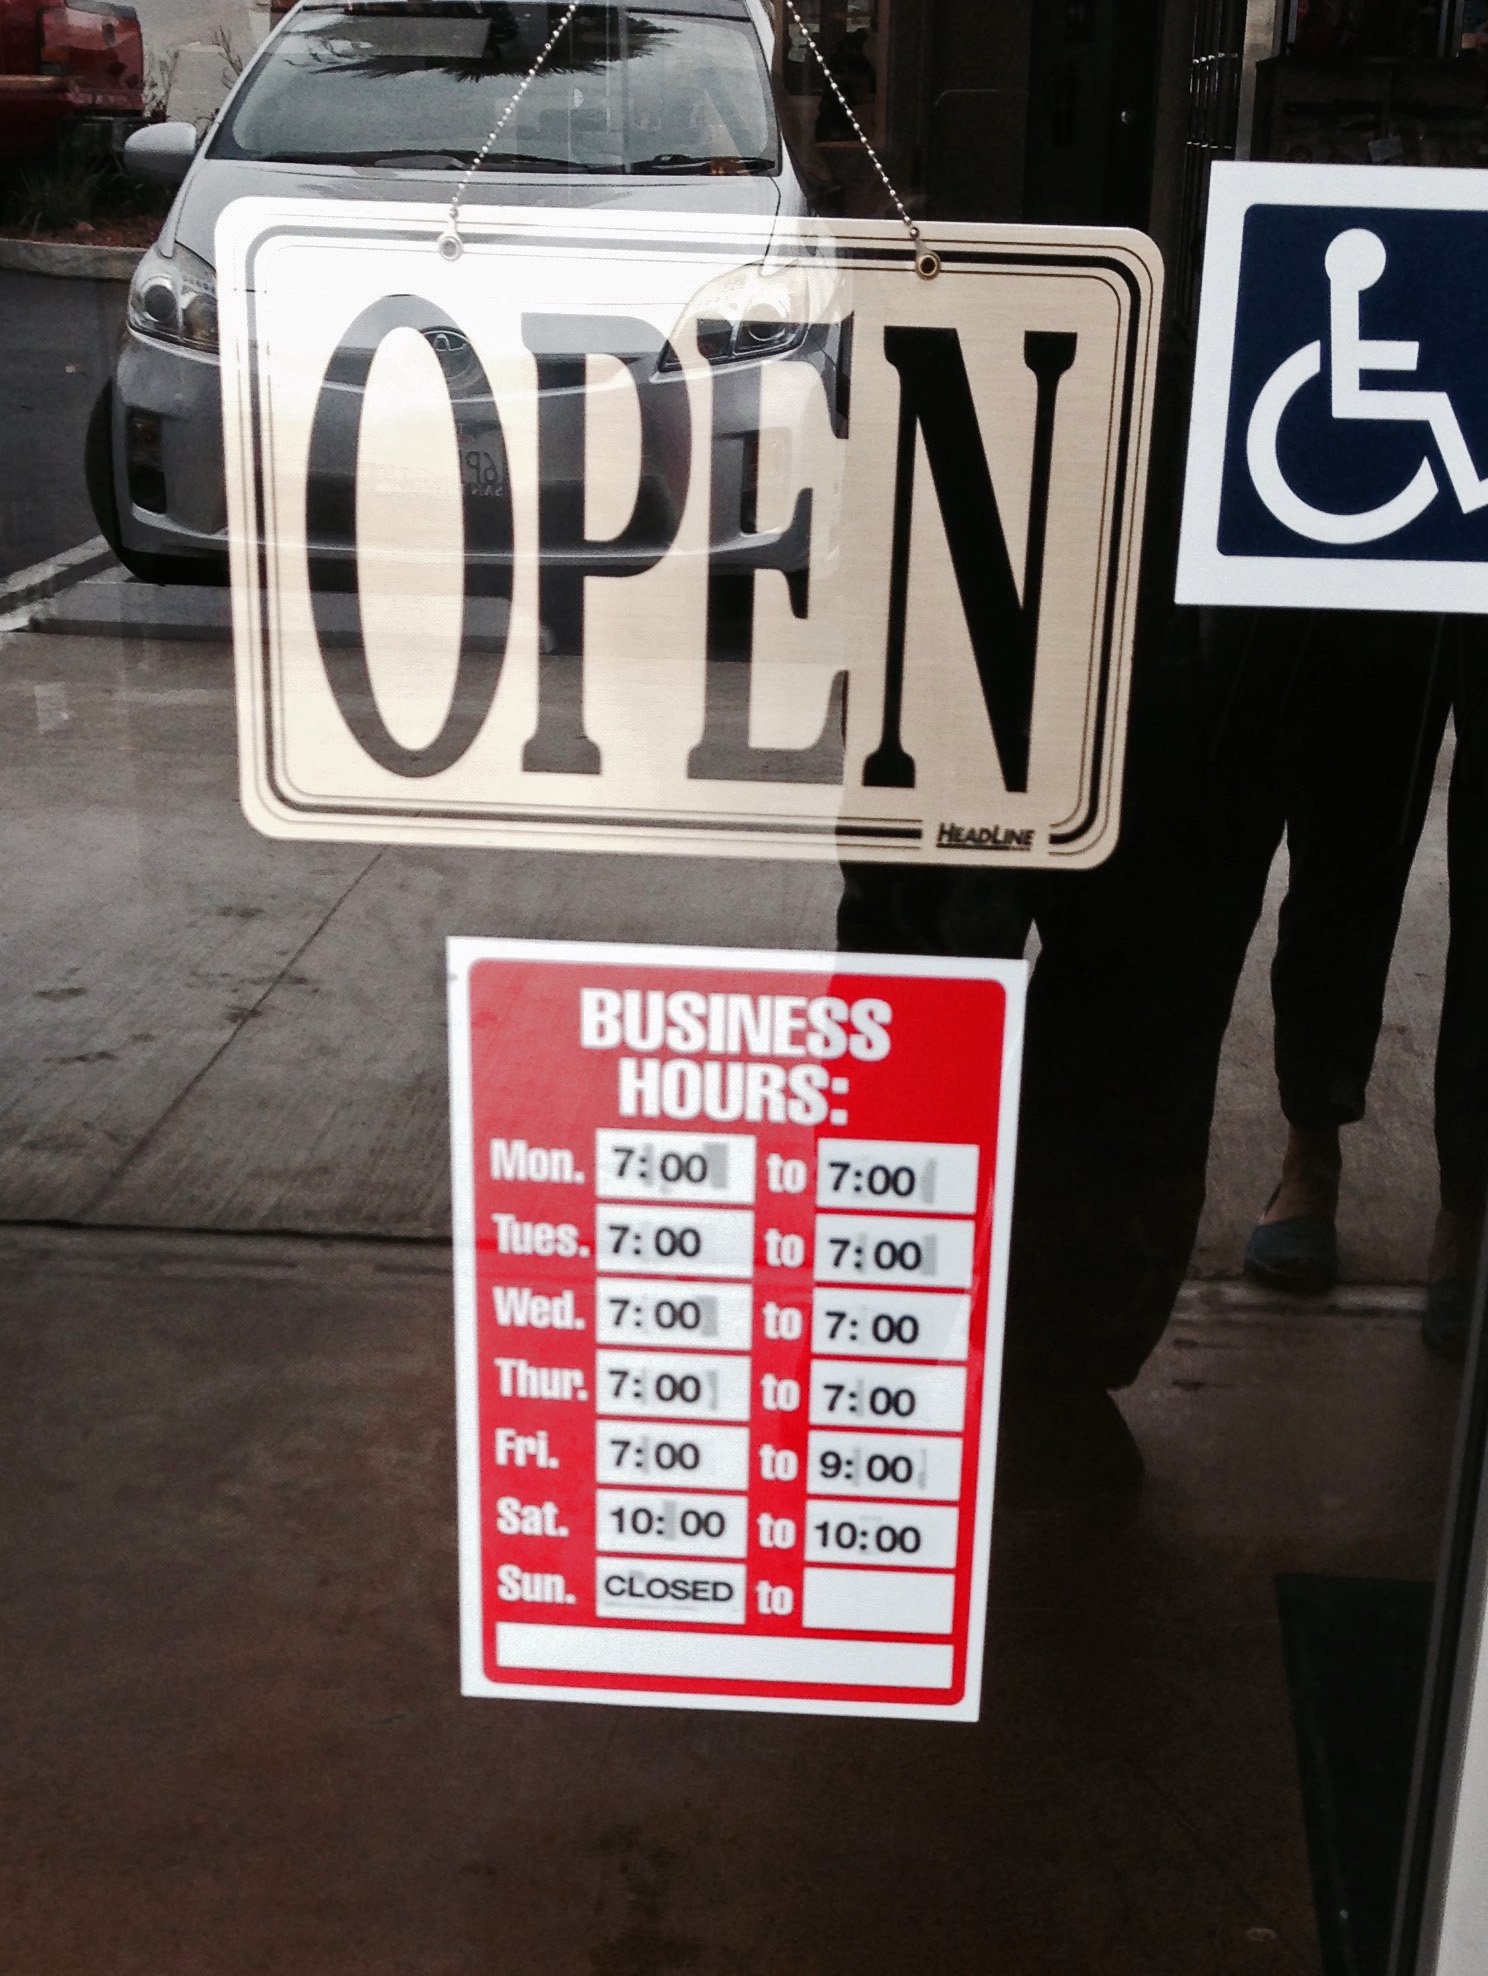 OPEN
HEADLINE
BUSINESS
HOURS:
Mon. 7:00 to 7:00
Tues. 7:00 to 7:00
Wed. 7:00 to 7:00
Thur. 7:00 to 7:00
Fri. 7:00 to 9:00
Sat. 10:00 to 10:00
Sun. CLOSED to